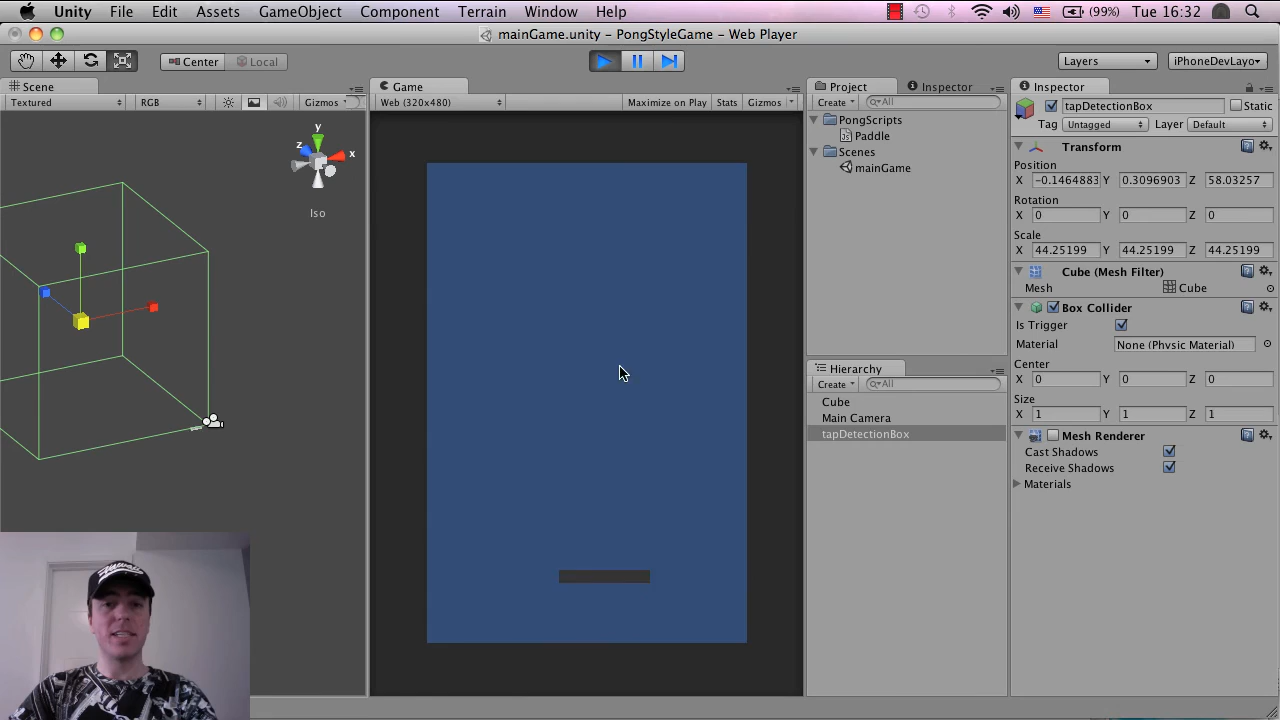 Unity File Edit Assets GameObject Component Terrain Window Help (99%) Tue 16:32
mainGame.unity – PongStyleGame – Web Player
Center Local Layers iPhoneDevLayo
Scene
Textured RGB Gizmos
y
z x
Iso
Game
Web (320x480) Maximize on Play Stats Gizmos
Project Inspector
Create All
PongScripts
Paddle
Scenes
mainGame
Hierarchy
Create All
Cube
Main Camera
tapDetectionBox
Inspector
tapDetectionBox Static
Tag Untagged Layer Default
Transform
Position
X -0.1464883 Y 0.3096903 Z 58.03257
Rotation
X 0 Y 0 Z 0
Scale
X 44.25199 Y 44.25199 Z 44.25199
Cube (Mesh Filter)
Mesh Cube
Box Collider
Is Trigger
Material None (Physic Material)
Center
X 0 Y 0 Z 0
Size
X 1 Y 1 Z 1
Mesh Renderer
Cast Shadows
Receive Shadows
Materials